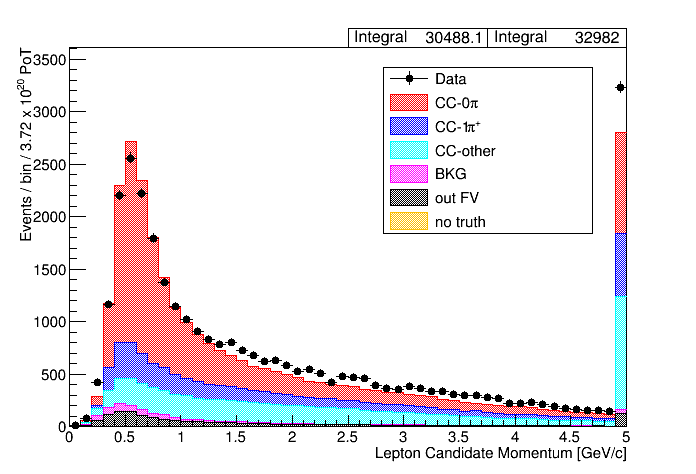 Integral 30488.1 Integral 32982
Events / bin / 3.72 x 10²⁰ PoT
3500
3000
2500
2000
1500
1000
500
0
Data
CC-0π
CC-1π⁺
CC-other
BKG
out FV
no truth
0 0.5 1 1.5 2 2.5 3 3.5 4 4.5 5
Lepton Candidate Momentum [GeV/c]